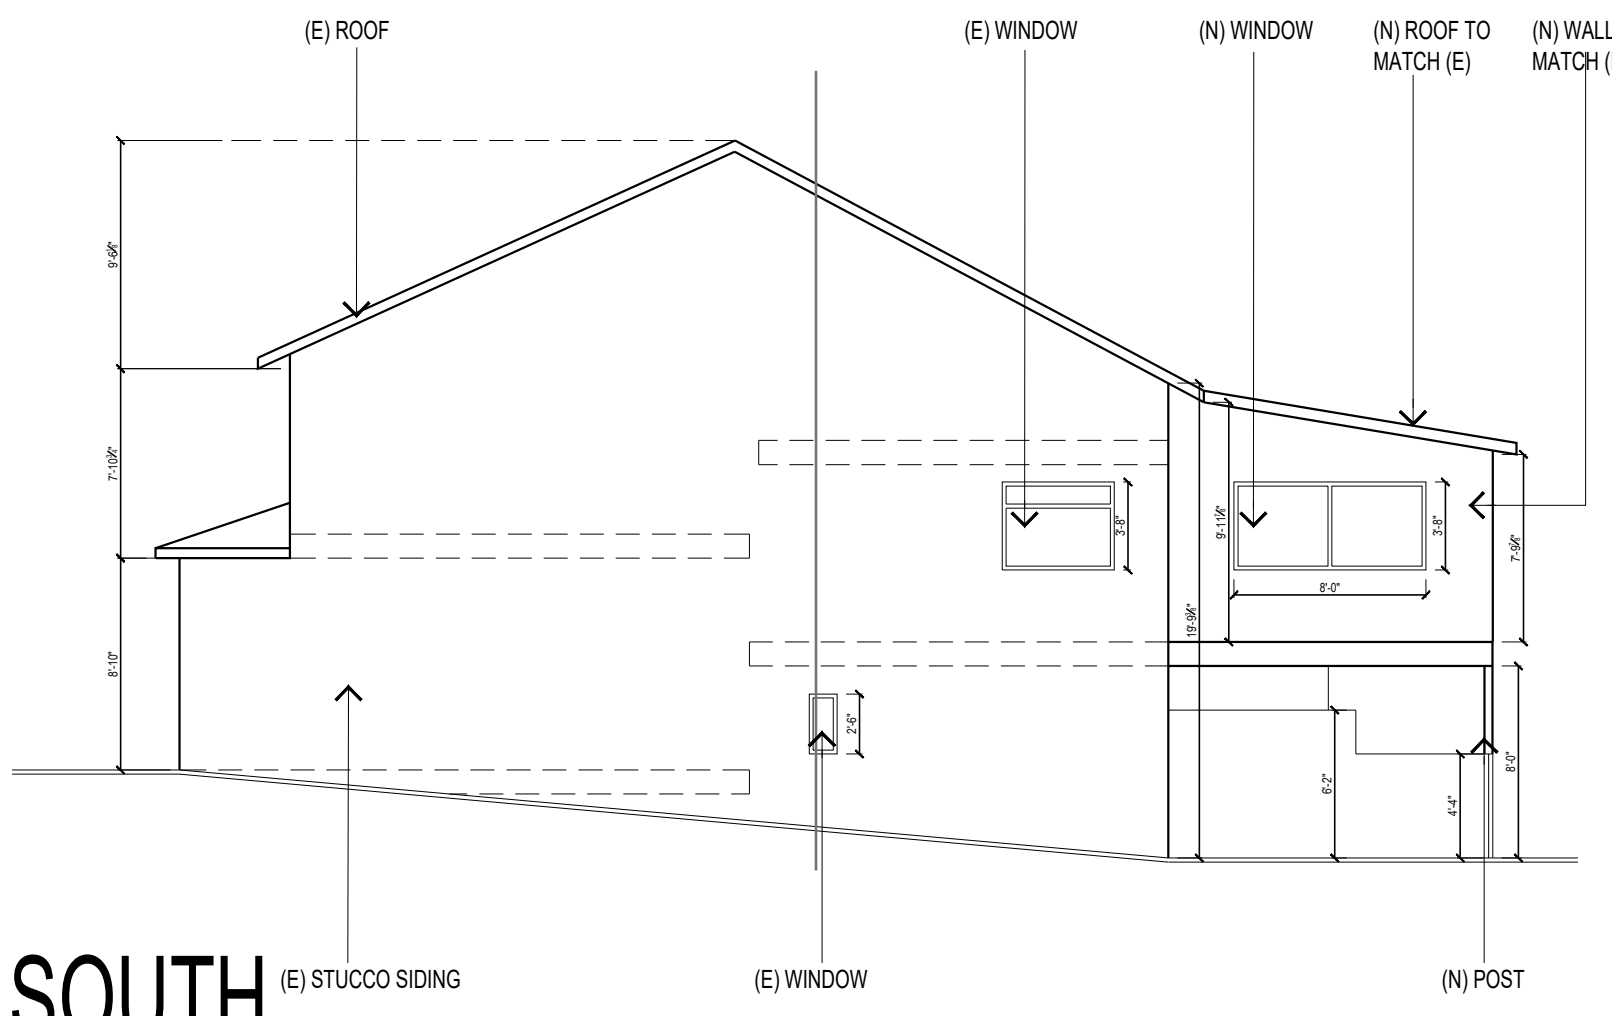 (E) ROOF
(E) WINDOW
(N) WINDOW
(N) ROOF TO
MATCH (E)
(N) WALL
MATCH (
9'-6⅛"
7'-10¾"
8'-10"
3'-8"
9'-11⅞"
3'-8"
7'-9⅞"
8'-0"
19'-9⅜"
2'-6"
6'-2"
4'-4"
8'-0"
SOUTH
(E) STUCCO SIDING
(E) WINDOW
(N) POST